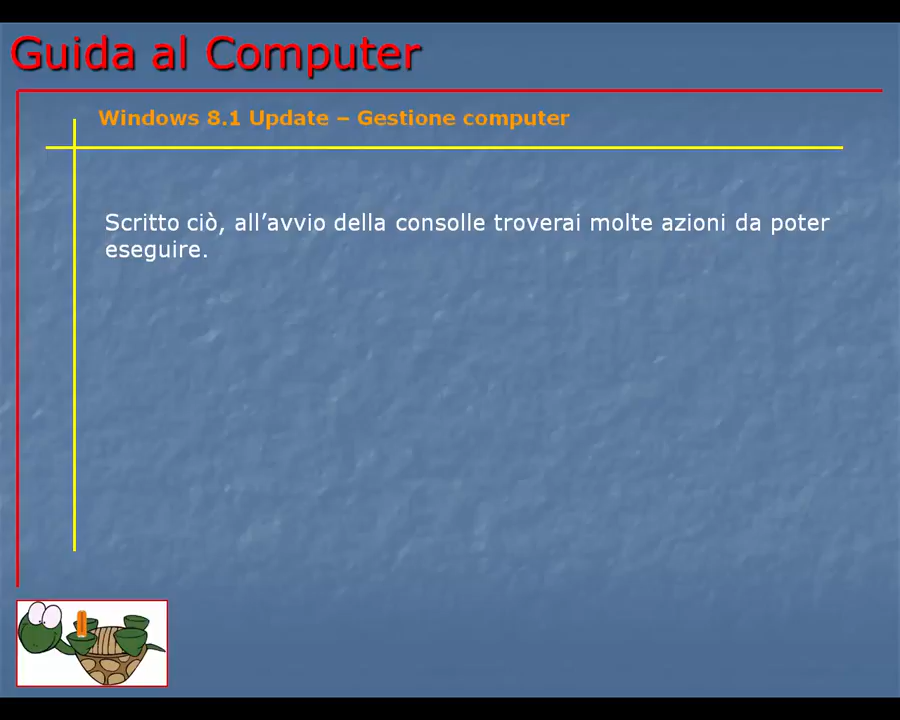 Guida al Computer
Windows 8.1 Update – Gestione computer
Scritto ciò, all’avvio della consolle troverai molte azioni da poter
eseguire.